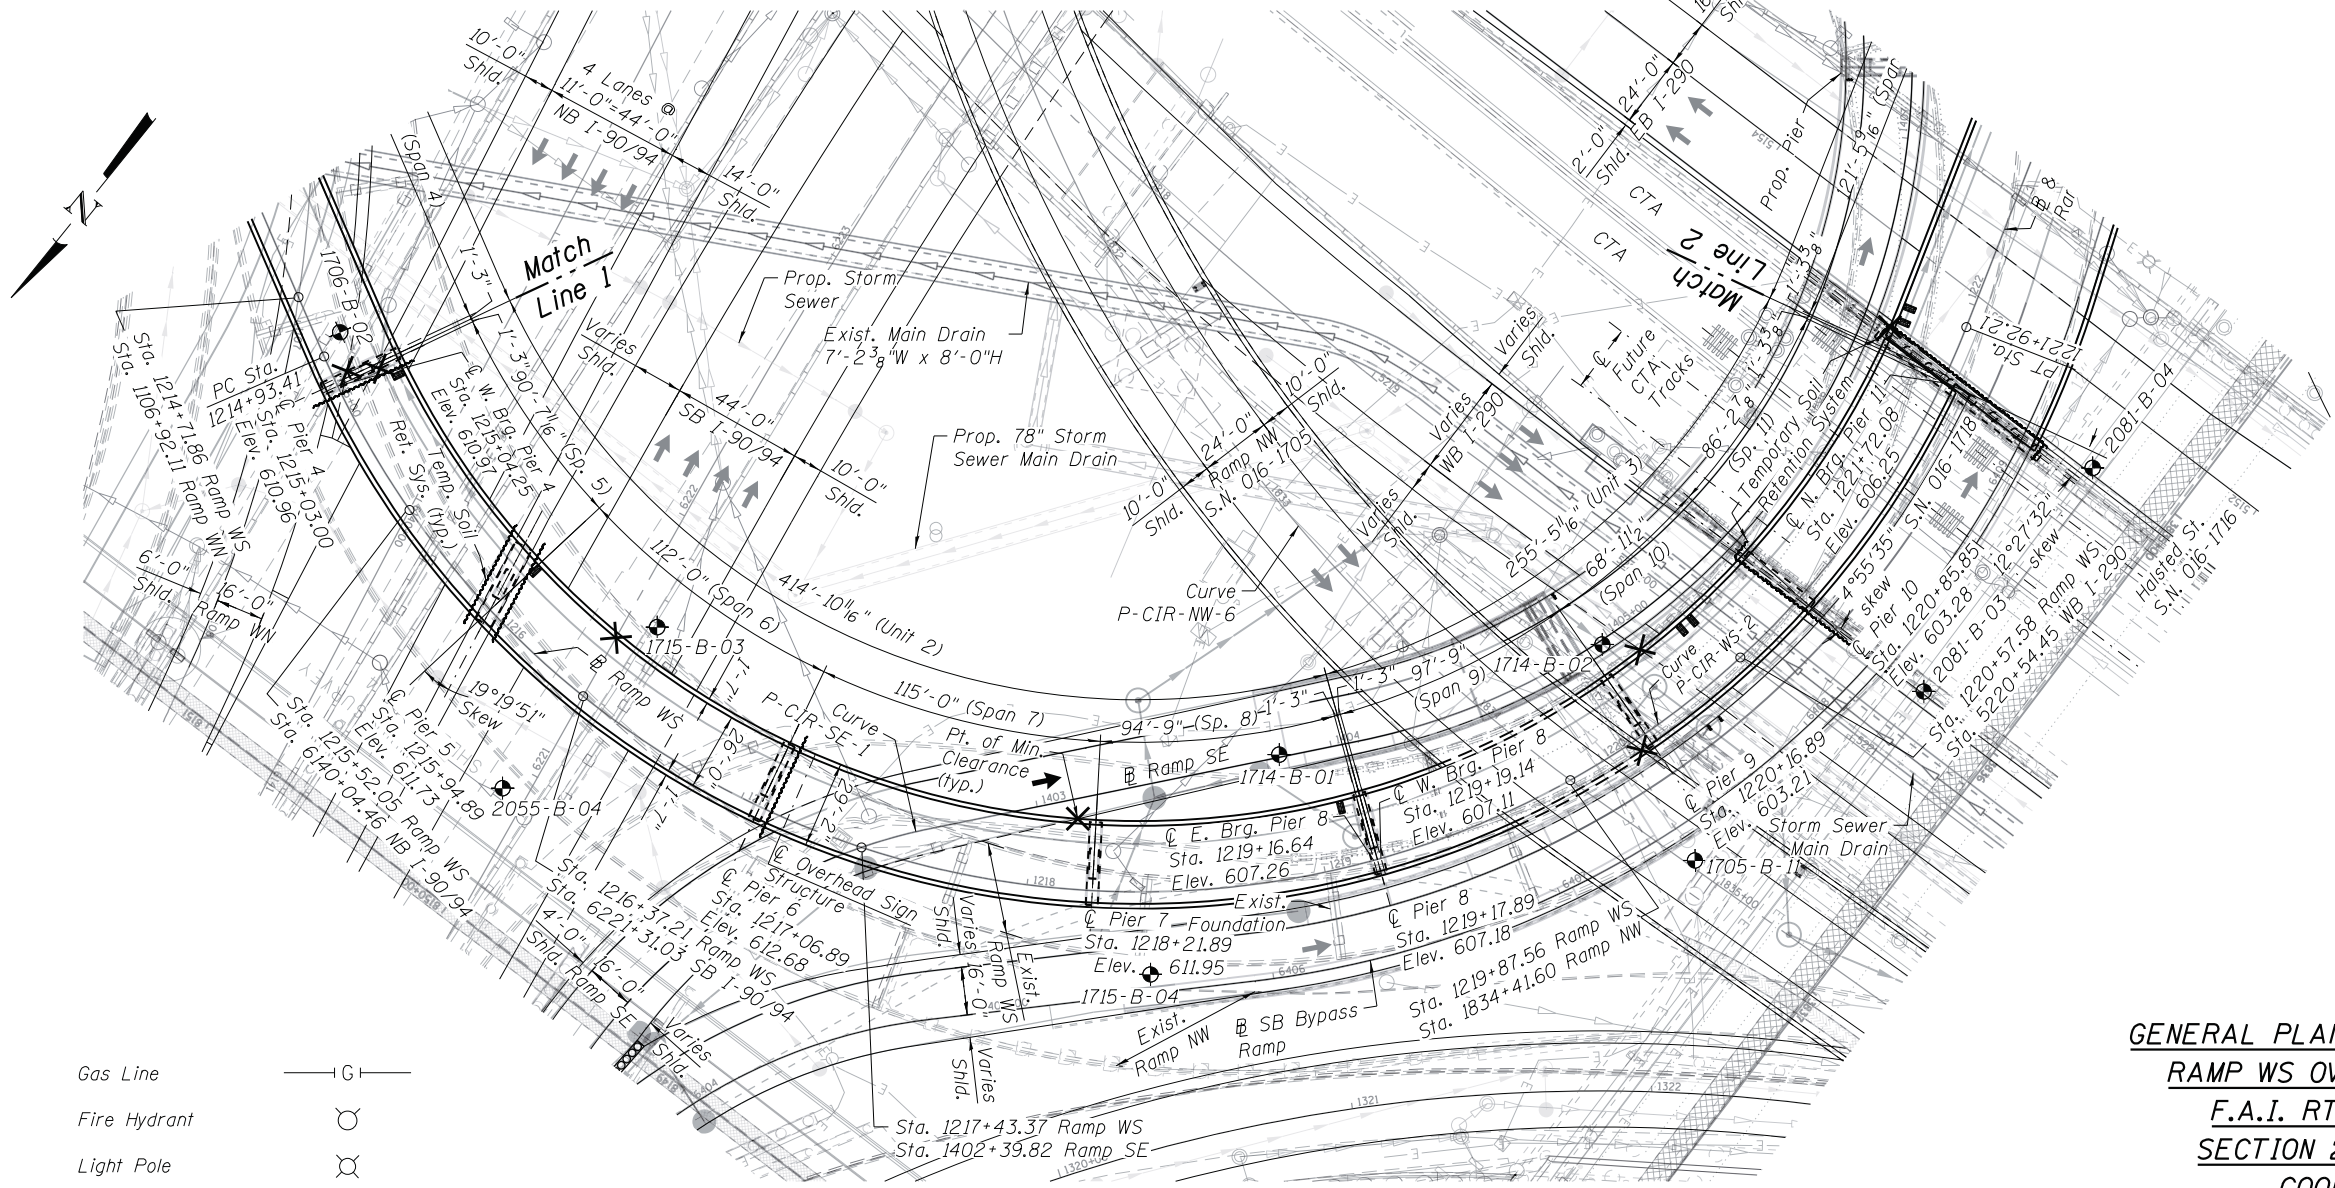 10'-0"
Shld.
4 Lanes @
11'-0"=44'-0"
NB I-90/94
14'-0"
Shld.
(Span 4)
1'-3"
Match
Line 1
1706-B-02
N
Prop. Storm
Sewer
Exist. Main Drain
7'-2 3/8"W x 8'-0"H
Varies
Shld.
44'-0"
SB I-90/94
10'-0"
Shld.
Prop. 78" Storm
Sewer Main Drain
24'-0"
EB I-290
2'-0"
Shld.
CTA
CTA
Prop. Pier
Match
Line 2
Varies
Shld.
℄
Future
CTA
Tracks
Varies
WB I-290
Varies
Shld.
10'-0"
Shld.
24'-0"
Ramp NW
S.N. 016-1705
10'-0"
Shld.
Curve
P-CIR-NW-6
PT
Sta.
1221+92.21
Sta. 1214+71.86 Ramp WS
Sta. 1106+92.11 Ramp WN
PC Sta.
1214+93.41
℄ Pier 4
Sta. 1215+03.00
Elev. 610.96
℄ W. Brg. Pier 4
Sta. 1215+04.25
Elev. 610.97
1'-3"
90'-7 1/16" (Sp. 5)
Temp. Soil
Ret. Sys. (typ.)
6'-0"
Shld.
16'-0"
Ramp WN
112'-0" (Span 6)
414'-10 11/16" (Unit 2)
115'-0" (Span 7)
94'-9" (Sp. 8)
1'-3"
1'-3"
97'-9"
(Span 9)
255'-5 11/16" (Unit 3)
68'-11 1/2"
(Span 10)
86'-2 7/8"
(Sp. 11)
1'-3 3/8"
1'-3 3/8"
Temporary Soil
Retention System
℄ N. Brg. Pier 11
Sta. 1221+72.08
Elev. 606.25
S.N. 016-1718
2081-B-04
4°55'35"
skew
12°27'32"
skew
℄ Pier 10
Sta. 1220+85.85
Elev. 603.28
2081-B-03
Sta. 1220+57.58 Ramp WS
Sta. 5220+54.45 WB I-290
Halsted St.
S.N. 016-1716
1715-B-03
1714-B-02
Curve
P-CIR-WS-2
19°19'51"
Skew
℄ Pier 5
Sta. 1215+94.89
Elev. 611.73
Sta. 1215+52.05 Ramp WS
Sta. 6140+04.46 NB I-90/94
2055-B-04
Ramp WS
1'-7"
26'-0"
1'-7"
29'-2"
Curve
P-CIR-SE-1
Pt. of Min.
Clearance
(typ.)
Ramp SE
1714-B-01
℄ E. Brg. Pier 8
Sta. 1219+16.64
Elev. 607.26
℄ W. Brg. Pier 8
Sta. 1219+19.14
Elev. 607.11
℄ Pier 9
Sta. 1220+16.89
Elev. 603.21
Storm Sewer
Main Drain
1705-B-11
℄ Overhead Sign
Structure
℄ Pier 6
Sta. 1217+06.89
Elev. 612.68
Sta. 1216+37.21 Ramp WS
Sta. 6221+31.03 SB I-90/94
4'-0"
Shld.
16'-0"
Ramp SE
Varies
Shld.
Varies
Shld.
Exist.
Ramp WS
16'-0"
Varies
Shld.
Exist.
Foundation
℄ Pier 7
Sta. 1218+21.89
Elev. 611.95
1715-B-04
℄ Pier 8
Sta. 1219+17.89
Elev. 607.18
Sta. 1219+87.56 Ramp WS
Sta. 1834+41.60 Ramp NW
Exist.
Ramp NW
SB Bypass
Ramp
Sta. 1217+43.37 Ramp WS
Sta. 1402+39.82 Ramp SE
Gas Line
G
Fire Hydrant
Light Pole
GENERAL PLAN
RAMP WS OV
F.A.I. RT
SECTION 2
COO